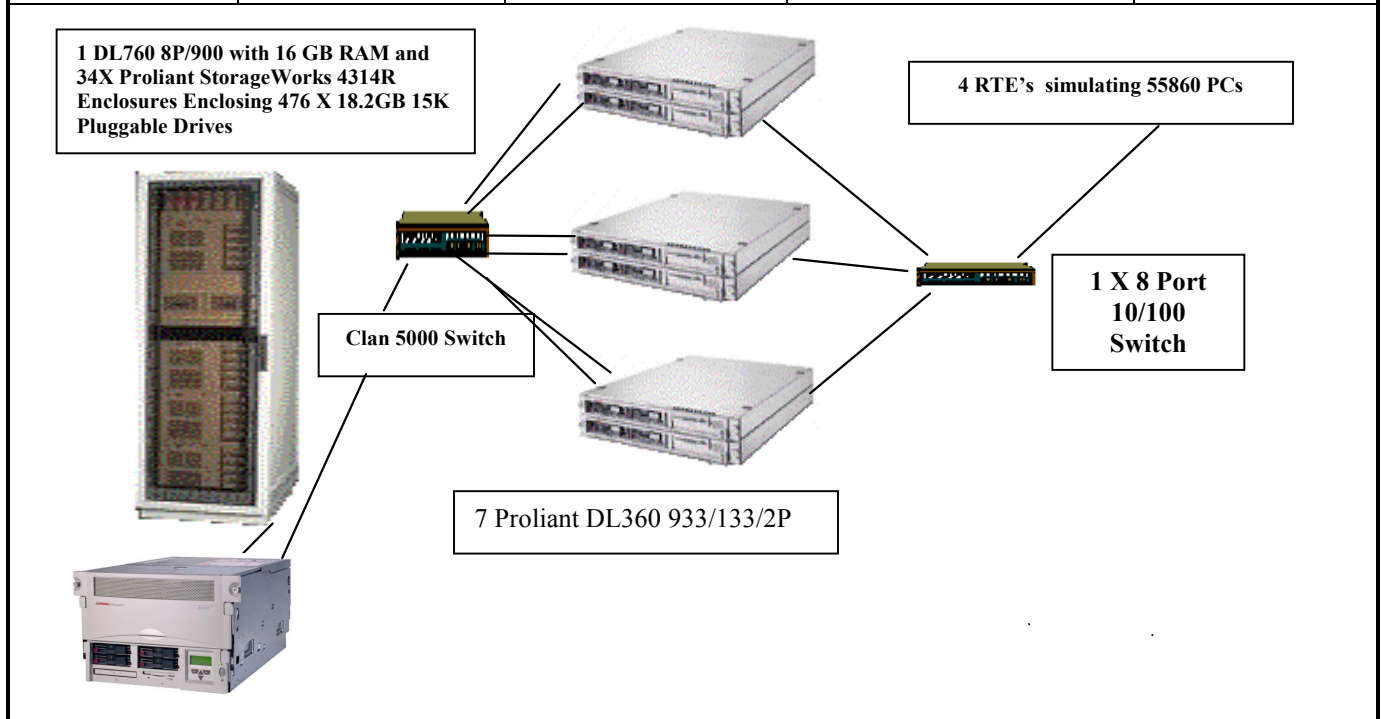 1 DL760 8P/900 with 16 GB RAM and
34X Proliant StorageWorks 4314R
Enclosures Enclosing 476 X 18.2GB 15K
Pluggable Drives
4 RTE's simulating 55860 PCs
Clan 5000 Switch
1 X 8 Port
10/100
Switch
7 Proliant DL360 933/133/2P